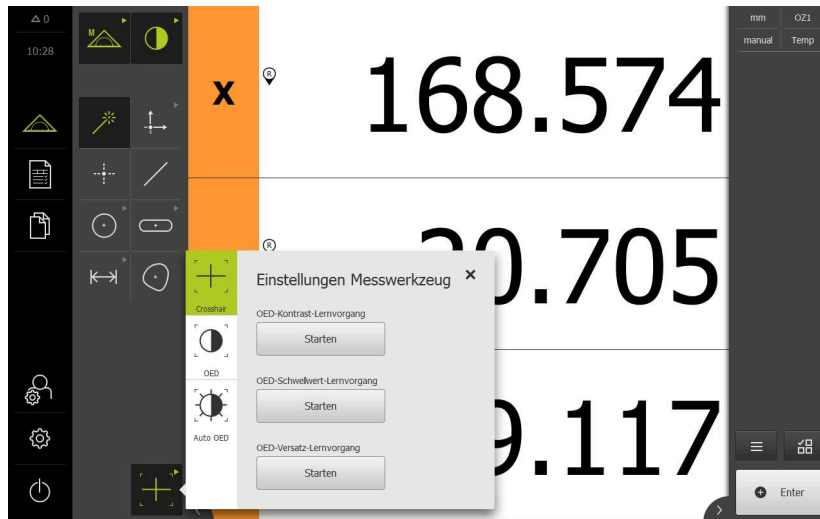 0
10:28
M
X
R
168.574
mm
OZ1
manual
Temp
R
0.705
Einstellungen Messwerkzeug
Crosshair
OED-Kontrast-Lernvorgang
Starten
OED
OED-Schwellwert-Lernvorgang
Starten
Auto OED
OED-Versatz-Lernvorgang
Starten
9.117
Enter